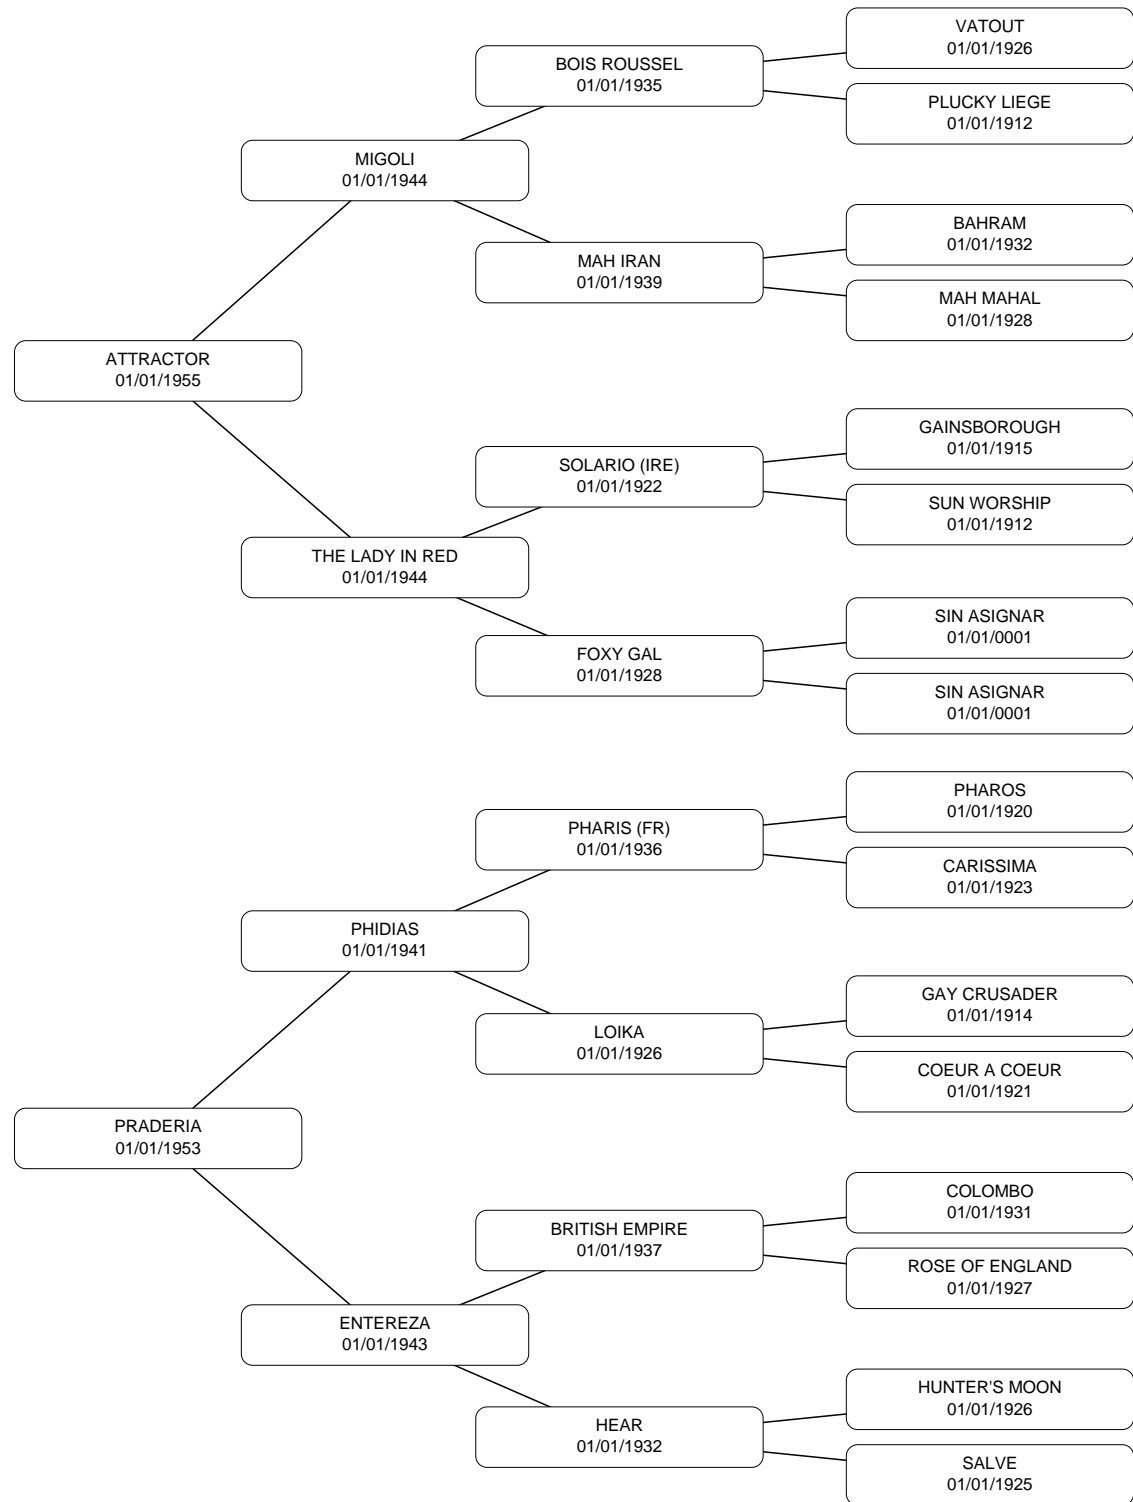 VATOUT
01/01/1926
BOIS ROUSSEL
01/01/1935
PLUCKY LIEGE
01/01/1912
MIGOLI
01/01/1944
BAHRAM
01/01/1932
MAH IRAN
01/01/1939
MAH MAHAL
01/01/1928
ATTRACTOR
01/01/1955
GAINSBOROUGH
01/01/1915
SOLARIO (IRE)
01/01/1922
SUN WORSHIP
01/01/1912
THE LADY IN RED
01/01/1944
SIN ASIGNAR
01/01/0001
FOXY GAL
01/01/1928
SIN ASIGNAR
01/01/0001
PHAROS
01/01/1920
PHARIS (FR)
01/01/1936
CARISSIMA
01/01/1923
PHIDIAS
01/01/1941
GAY CRUSADER
01/01/1914
LOIKA
01/01/1926
COEUR A COEUR
01/01/1921
PRADERIA
01/01/1953
COLOMBO
01/01/1931
BRITISH EMPIRE
01/01/1937
ROSE OF ENGLAND
01/01/1927
ENTEREZA
01/01/1943
HUNTER'S MOON
01/01/1926
HEAR
01/01/1932
SALVE
01/01/1925